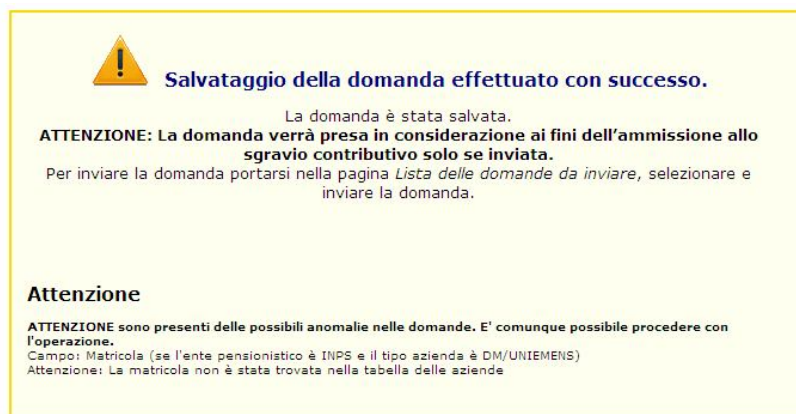 Salvataggio della domanda effettuato con successo.
La domanda è stata salvata.
ATTENZIONE: La domanda verrà presa in considerazione ai fini dell'ammissione allo
sgravio contributivo solo se inviata.
Per inviare la domanda portarsi nella pagina Lista delle domande da inviare, selezionare e
inviare la domanda.
Attenzione
ATTENZIONE sono presenti delle possibili anomalie nelle domande. E' comunque possibile procedere con
l'operazione.
Campo: Matricola (se l'ente pensionistico è INPS e il tipo azienda è DM/UNIEMENS)
Attenzione: La matricola non è stata trovata nella tabella delle aziende